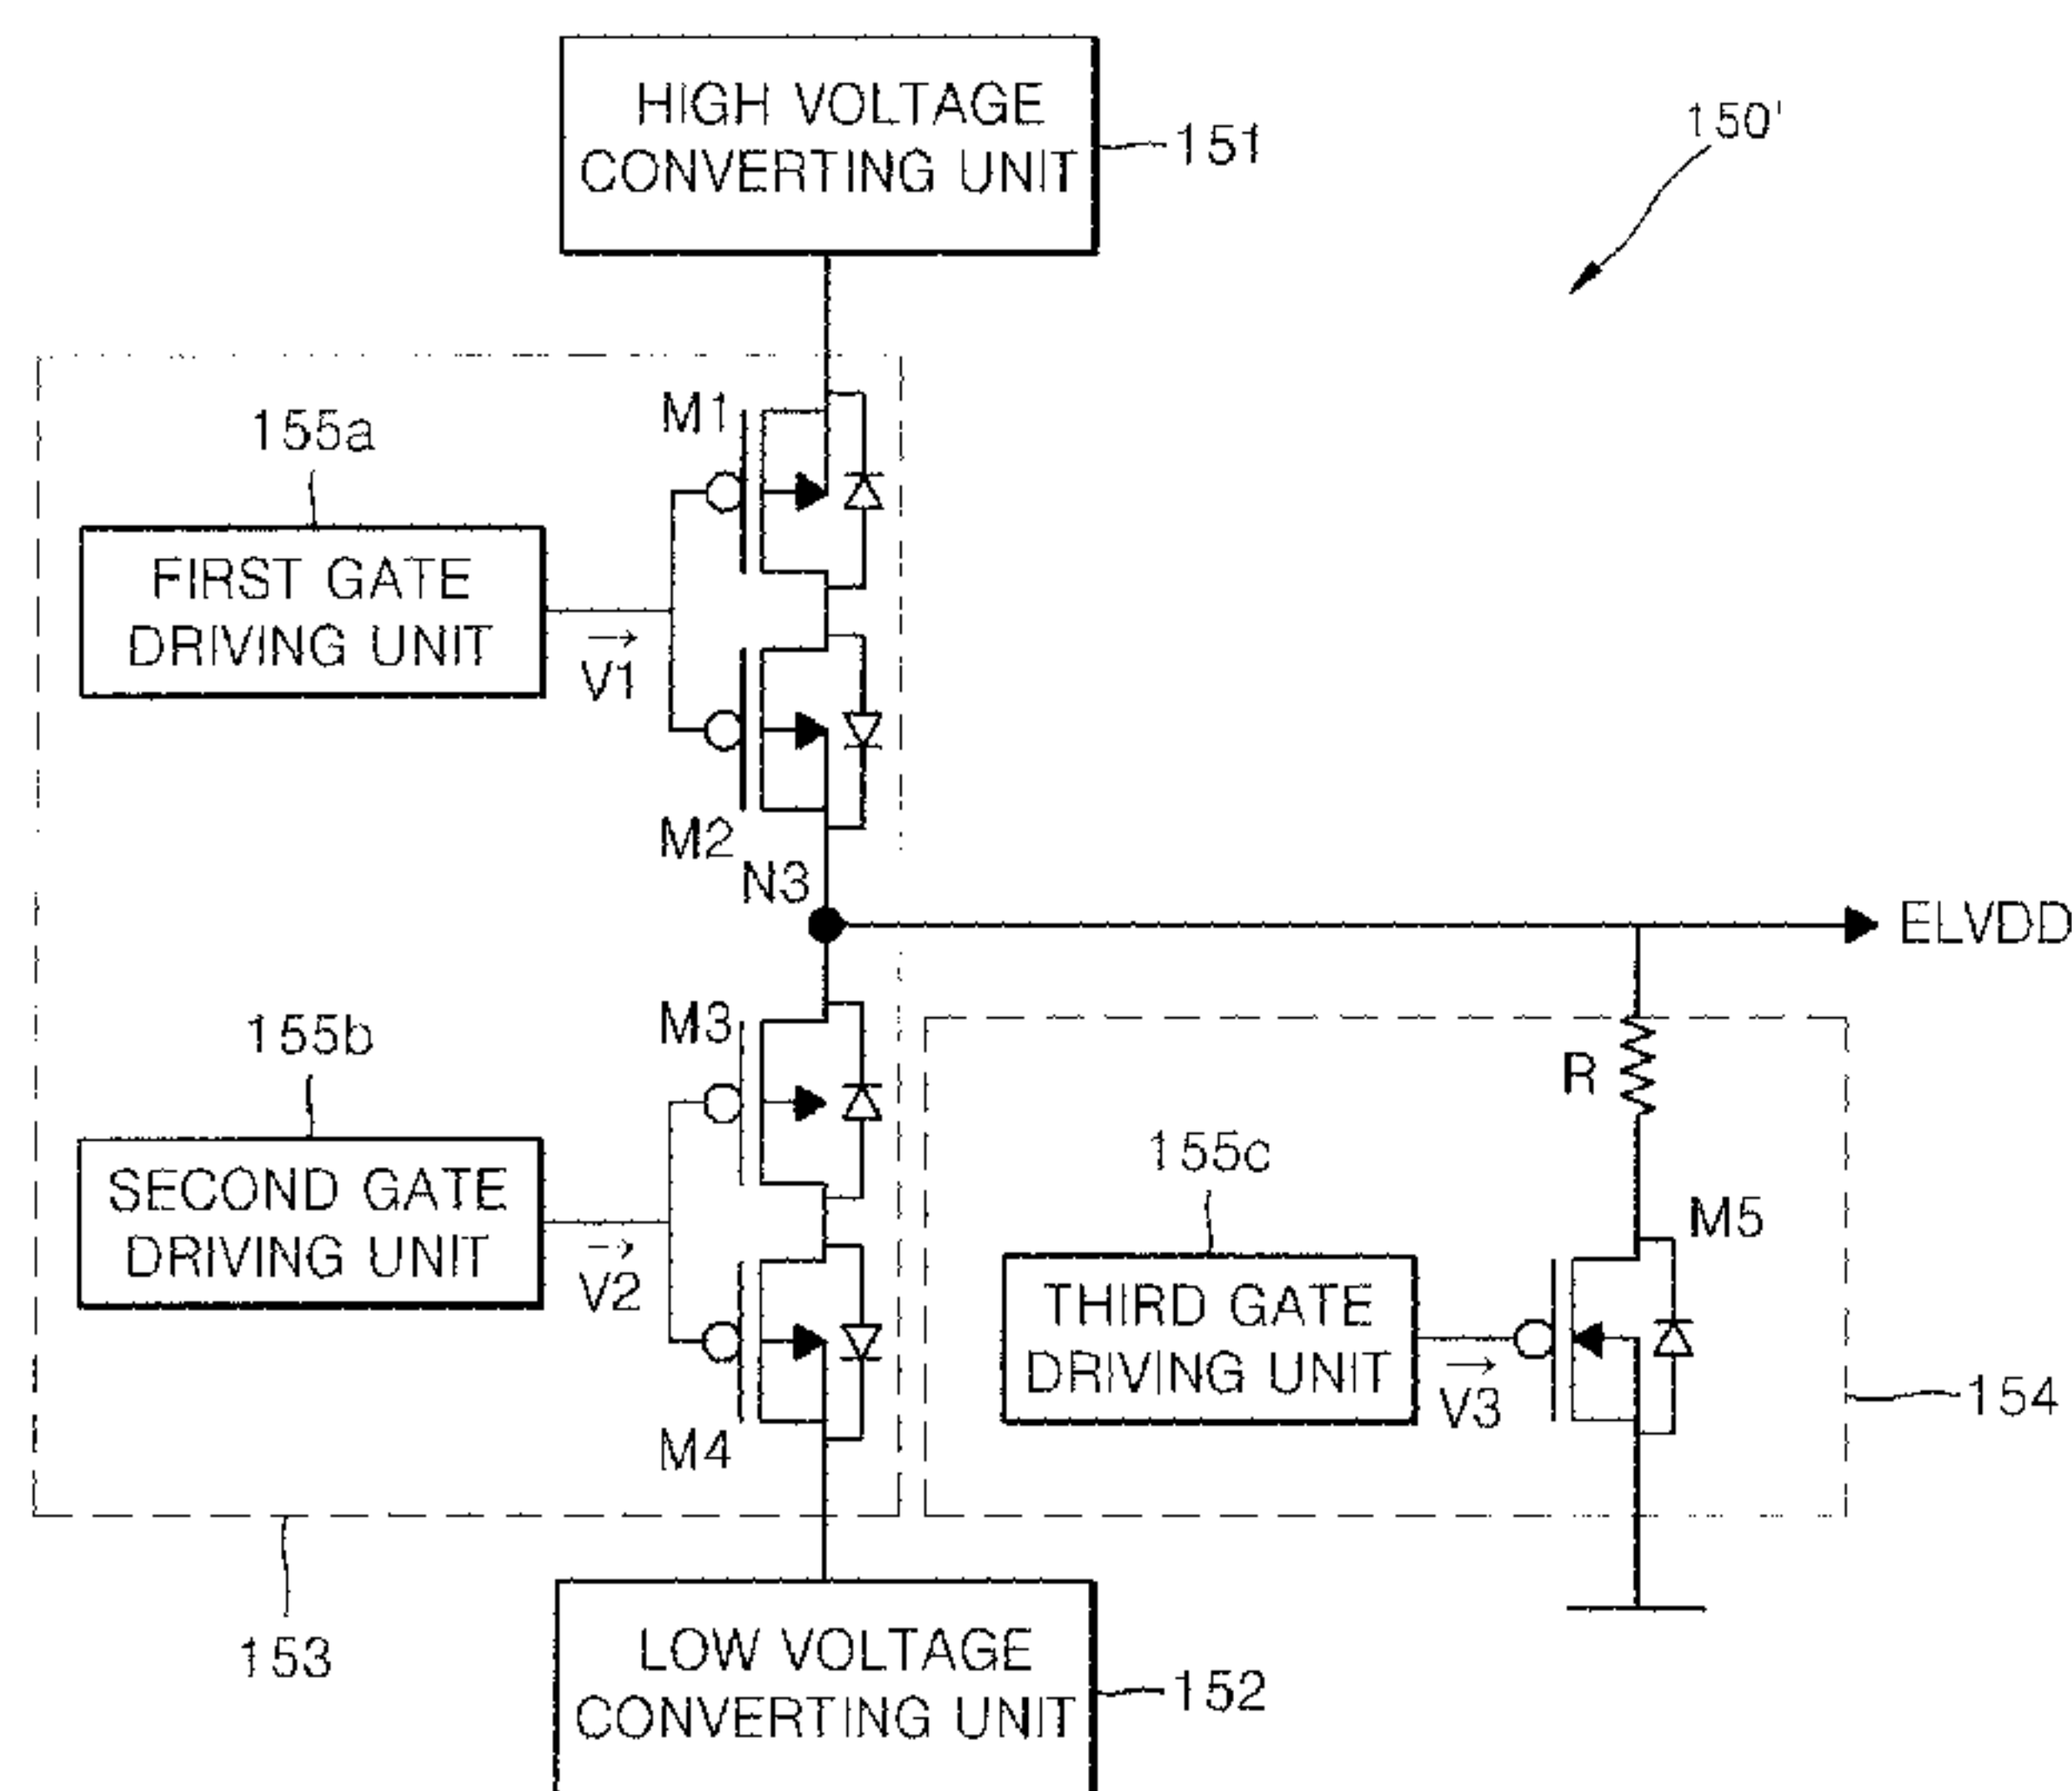 HIGH VOLTAGE
CONVERTING UNIT
151
150'
155a
M1
FIRST GATE
DRIVING UNIT
V1
M2
N3
ELVDD
155b
M3
R
SECOND GATE
DRIVING UNIT
V2
155c
M5
THIRD GATE
DRIVING UNIT
V3
154
M4
153
LOW VOLTAGE
CONVERTING UNIT
152